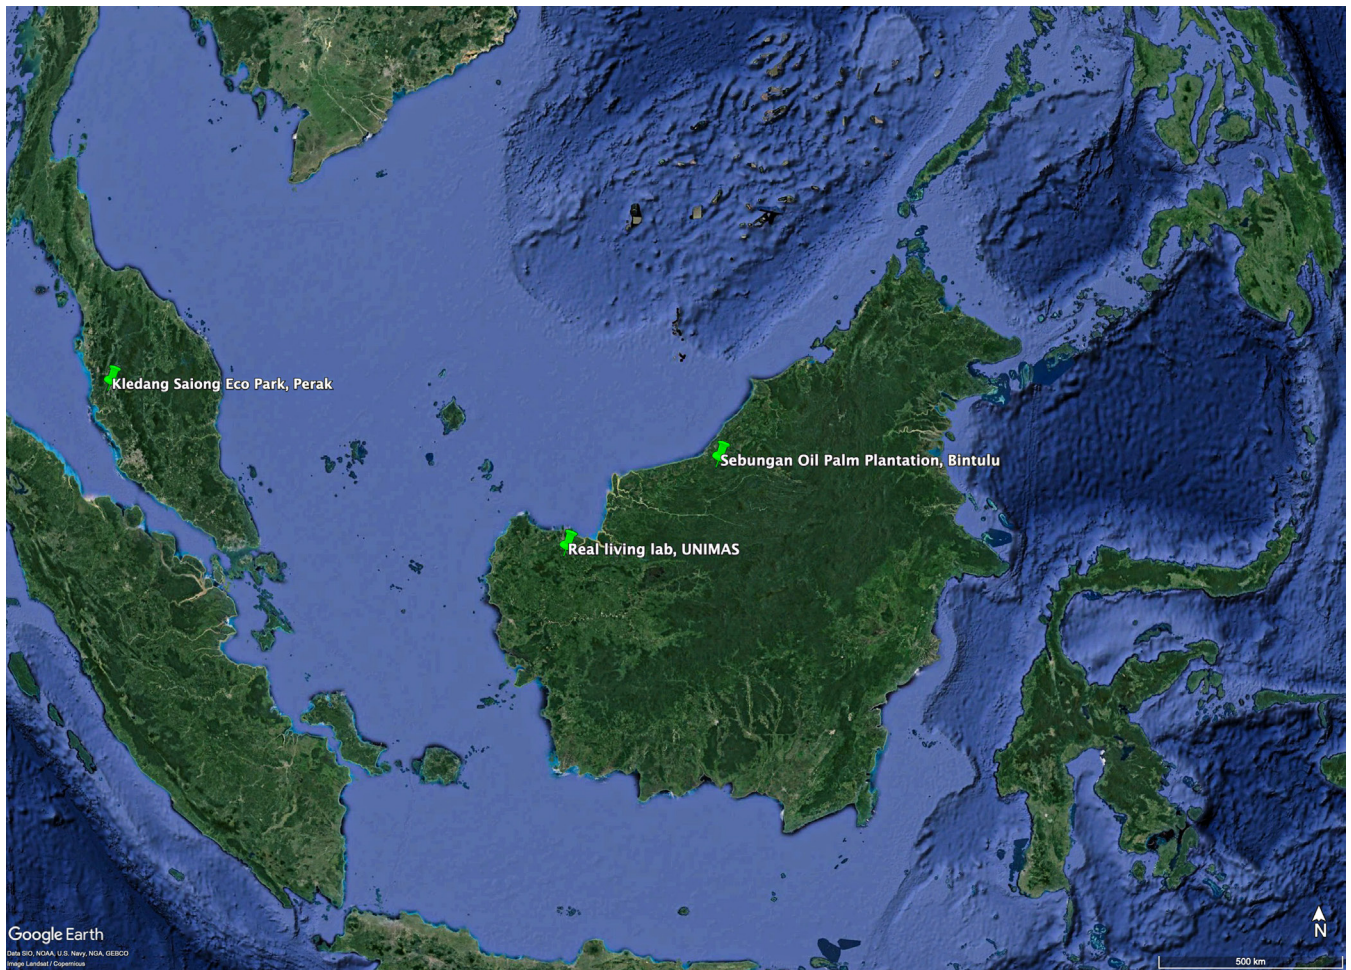 Kledang Saiong Eco Park, Perak
Sebungan Oil Palm Plantation, Bintulu
Real living lab, UNIMAS
Google Earth
Data SIO, NOAA, U.S. Navy, NGA, GEBCO
Image Landsat / Copernicus
N
500 km